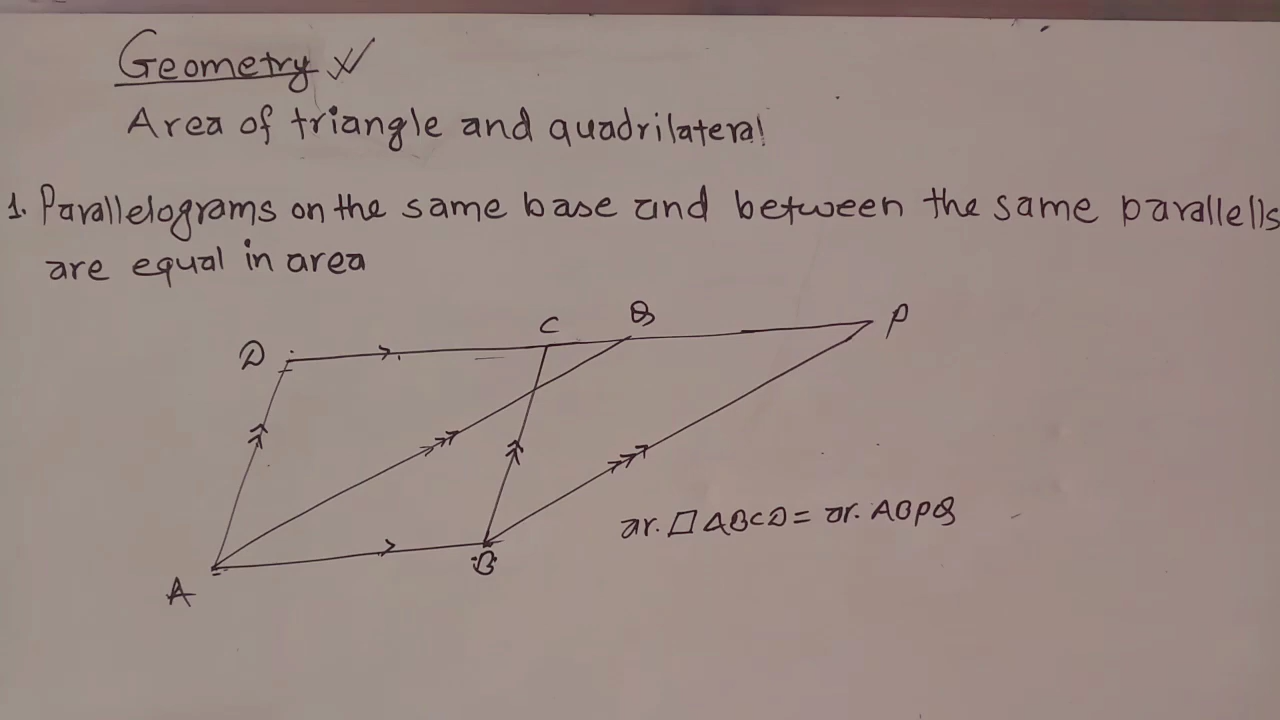 Geometry
Area of triangle and quadrilateral
1. Parallelograms on the same base and between the same parallells
are equal in area
D C Q P
A B
ar. ▱ ABCD = ar. ABPQ